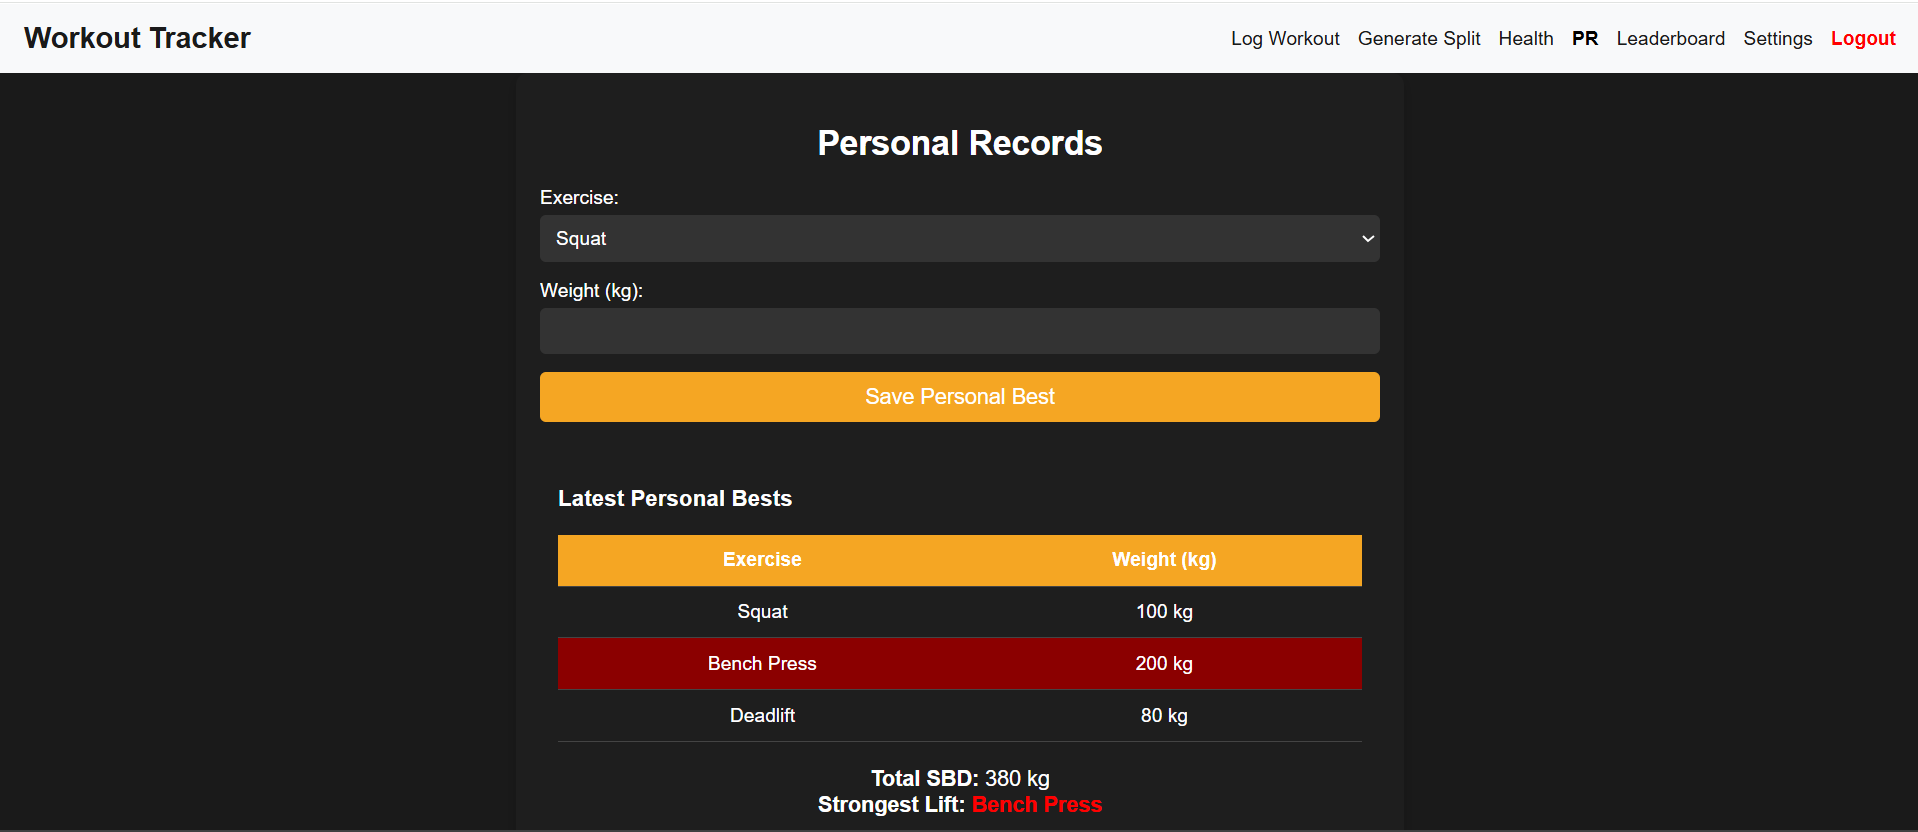 Workout Tracker
Log Workout Generate Split Health PR Leaderboard Settings Logout
Personal Records
Exercise:
Squat
Weight (kg):
Save Personal Best
Latest Personal Bests
Exercise Weight (kg)
Squat 100 kg
Bench Press 200 kg
Deadlift 80 kg
Total SBD: 380 kg
Strongest Lift: Bench Press